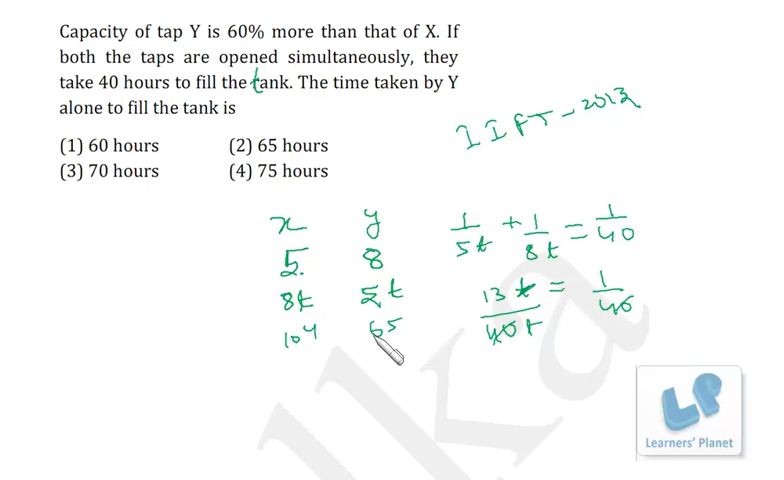 Capacity of tap Y is 60% more than that of X. If
both the taps are opened simultaneously, they
take 40 hours to fill the tank. The time taken by Y
alone to fill the tank is
IIFT-2013
(1) 60 hours (2) 65 hours
(3) 70 hours (4) 75 hours
x y 1/5t + 1/8t = 1/40
5 8
8t 5t 13t/40t = 1/40
104 65
LP
Learners' Planet